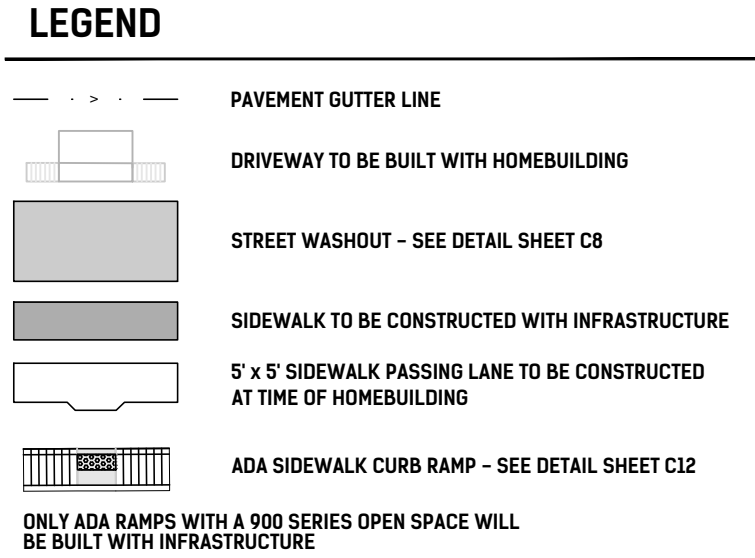 LEGEND
PAVEMENT GUTTER LINE
DRIVEWAY TO BE BUILT WITH HOMEBUILDING
STREET WASHOUT - SEE DETAIL SHEET C8
SIDEWALK TO BE CONSTRUCTED WITH INFRASTRUCTURE
5' x 5' SIDEWALK PASSING LANE TO BE CONSTRUCTED
AT TIME OF HOMEBUILDING
ADA SIDEWALK CURB RAMP - SEE DETAIL SHEET C12
ONLY ADA RAMPS WITH A 900 SERIES OPEN SPACE WILL
BE BUILT WITH INFRASTRUCTURE